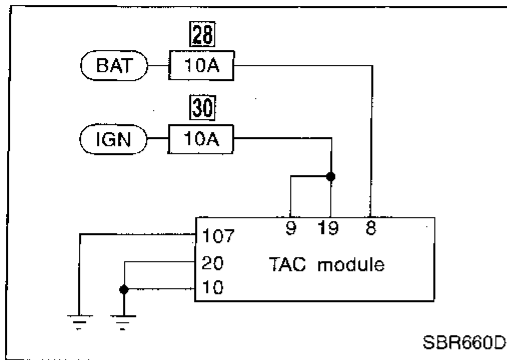 28
BAT 10A
30
IGN 10A
9 19 8
107
20 TAC module
10
SBR660D